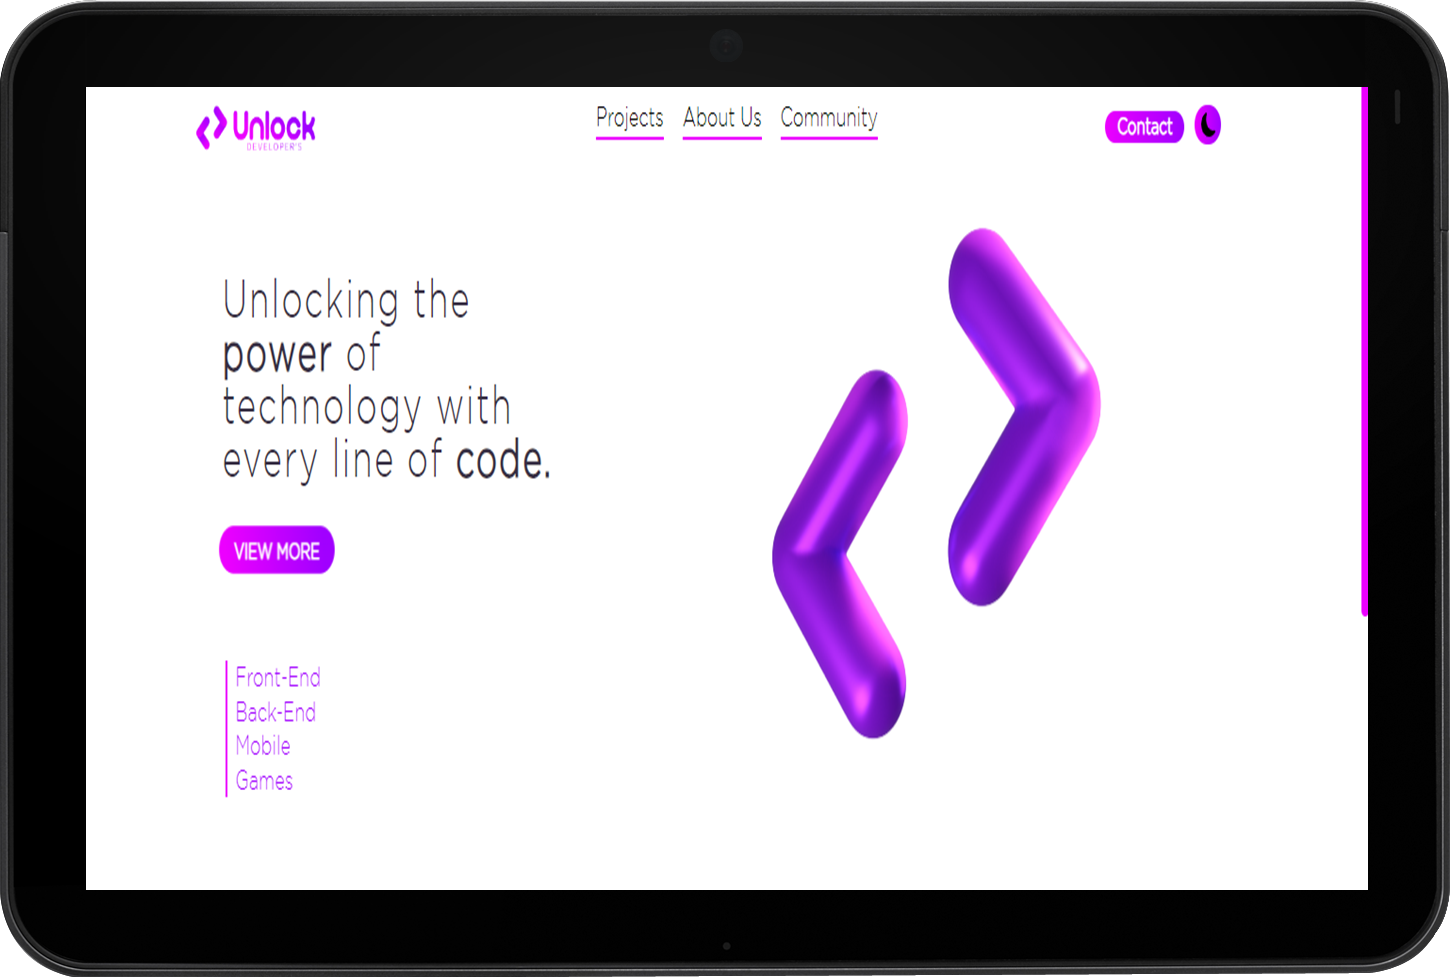 Unlock
DEVELOPER'S
Projects About Us Community
Contact
Unlocking the
power of
technology with
every line of code.
VIEW MORE
Front-End
Back-End
Mobile
Games